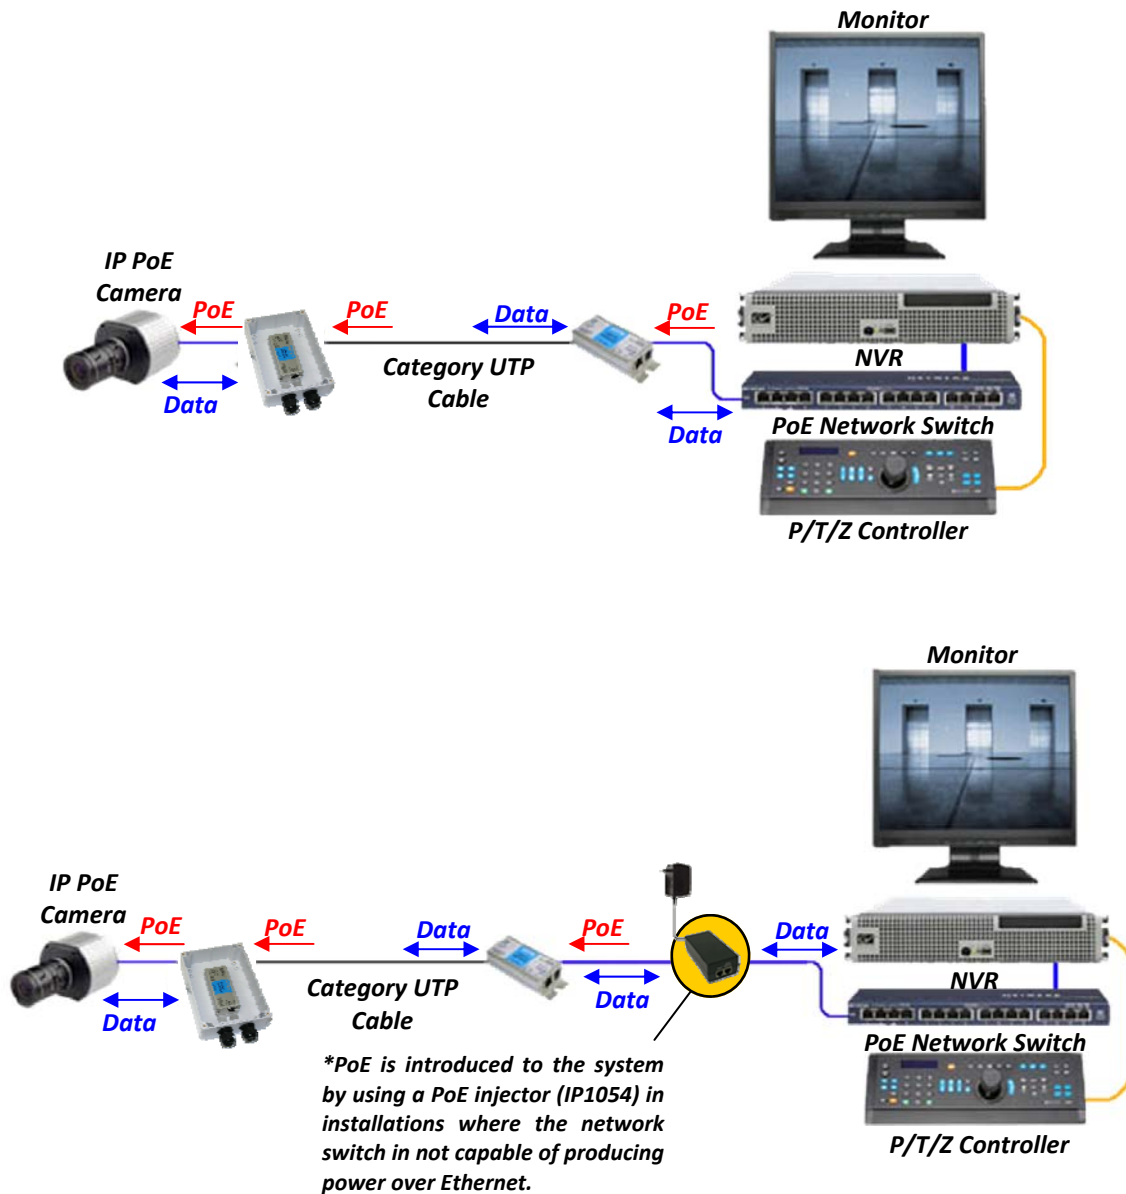 Monitor
IP PoE
Camera
PoE
PoE
Data
PoE
Data
Category UTP
Cable
Data
NVR
PoE Network Switch
P/T/Z Controller
Monitor
IP PoE
Camera
PoE
PoE
Data
PoE
Data
Data
Category UTP
Cable
Data
NVR
PoE Network Switch
P/T/Z Controller
*PoE is introduced to the system
by using a PoE injector (IP1054) in
installations where the network
switch in not capable of producing
power over Ethernet.